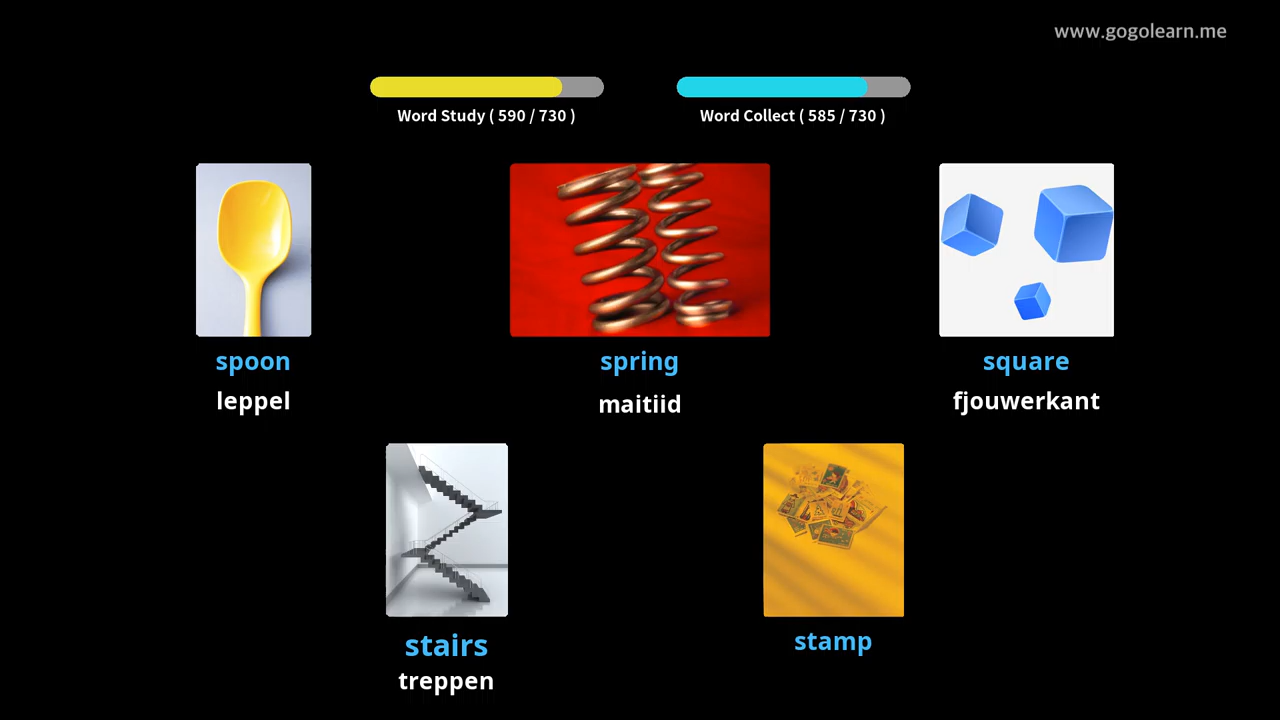 www.gogolearn.me
Word Study ( 590 / 730 )
Word Collect ( 585 / 730 )
spoon
leppel
spring
maitiid
square
fjouwerkant
stairs
treppen
stamp